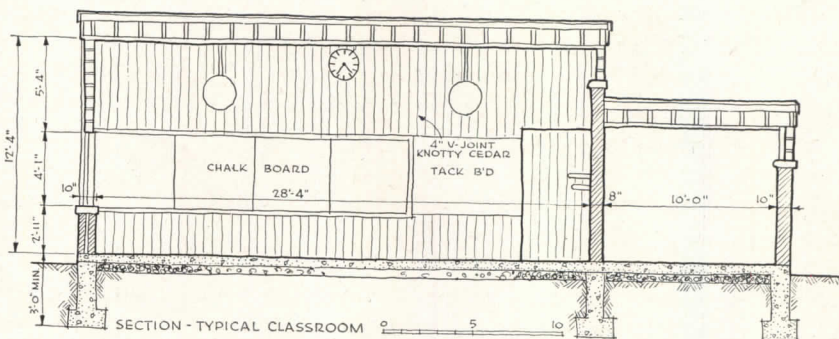 5'-4"
12'-4"
4'-1"
2'-11"
3'-0" MIN.
10"
CHALK BOARD
28'-4"
4" V-JOINT
KNOTTY CEDAR
TACK B'D
8"
10'-0"
10"
SECTION - TYPICAL CLASSROOM
0 5 10